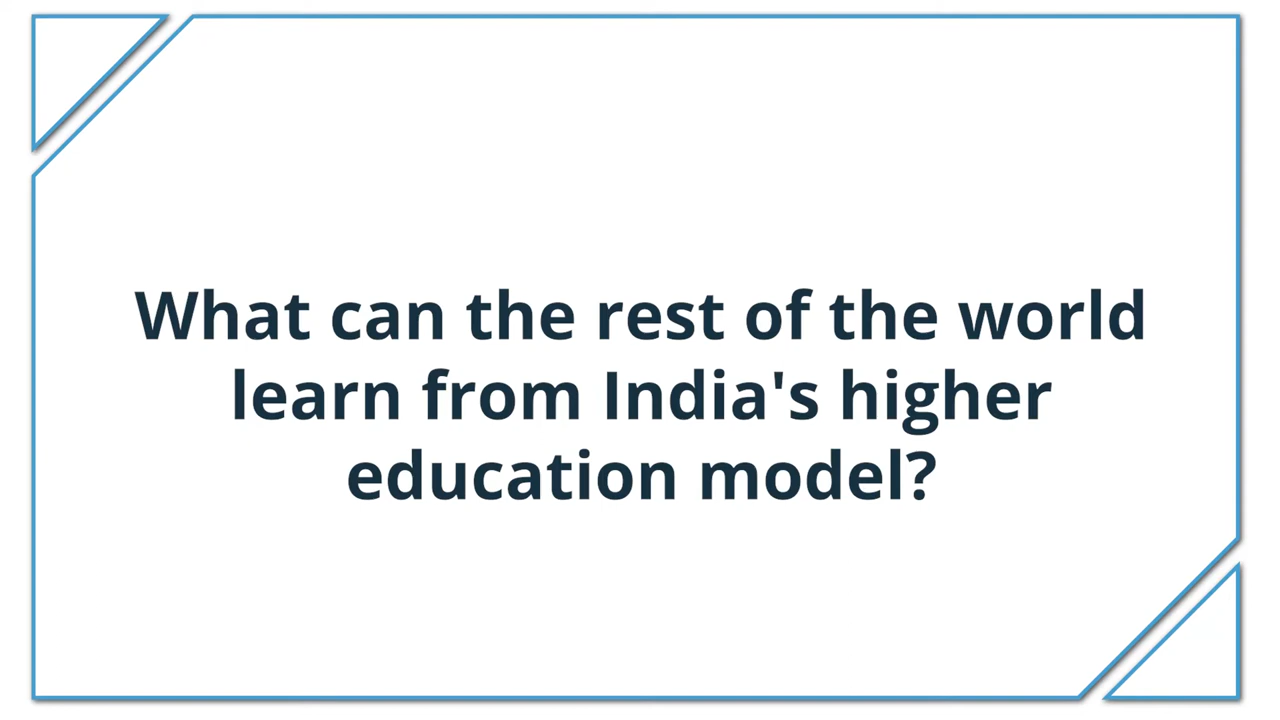 What can the rest of the world
learn from India's higher
education model?